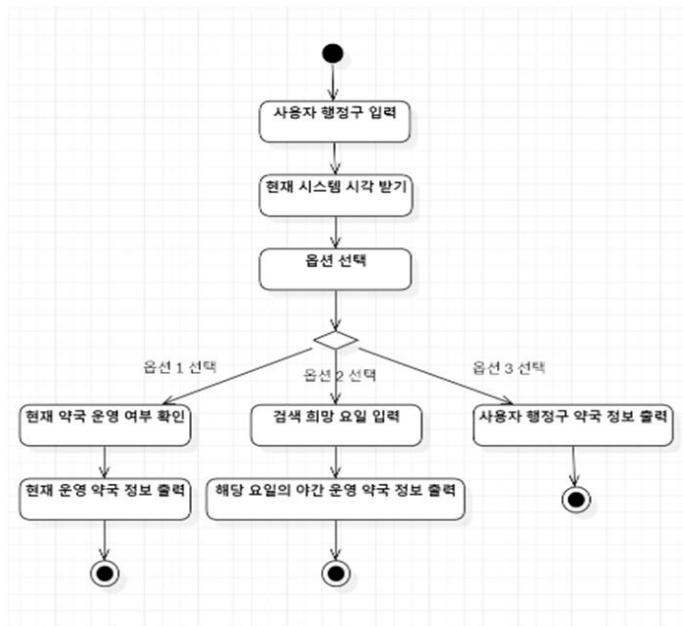 사용자 행정구 입력
현재 시스템 시각 받기
옵션 선택
옵션 1 선택
옵션 2 선택
옵션 3 선택
현재 약국 운영 여부 확인
검색 희망 요일 입력
사용자 행정구 약국 정보 출력
현재 운영 약국 정보 출력
해당 요일의 야간 운영 약국 정보 출력